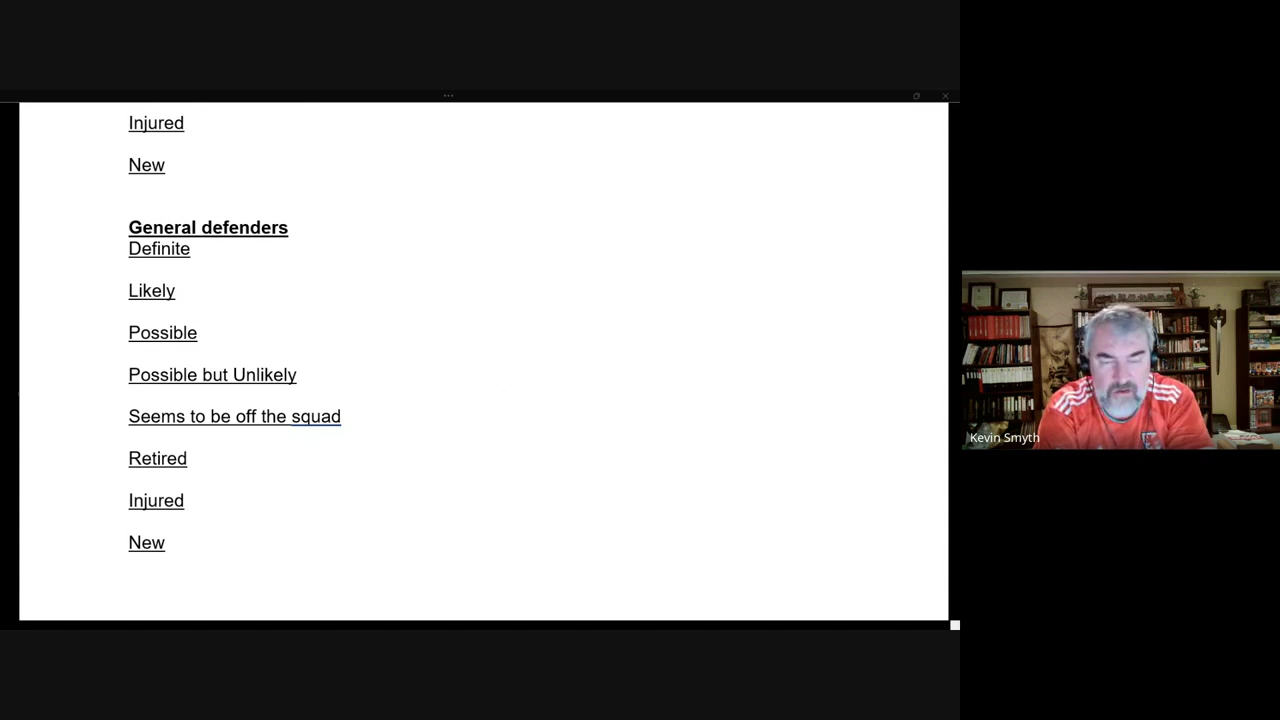 Injured
New
General defenders
Definite
Likely
Possible
Possible but Unlikely
Seems to be off the squad
Retired
Injured
New
Kevin Smyth